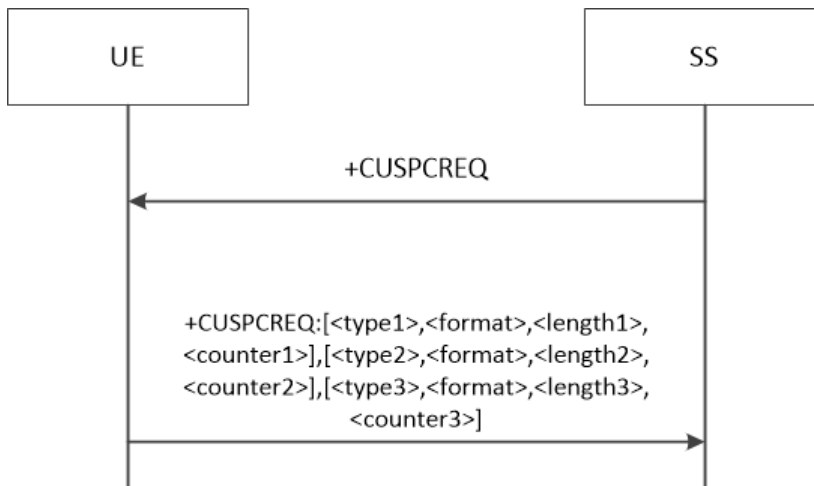 UE
SS
+CUSPCREQ
+CUSPCREQ:[<type1>,<format>,<length1>,
<counter1>],[<type2>,<format>,<length2>,
<counter2>],[<type3>,<format>,<length3>,
<counter3>]